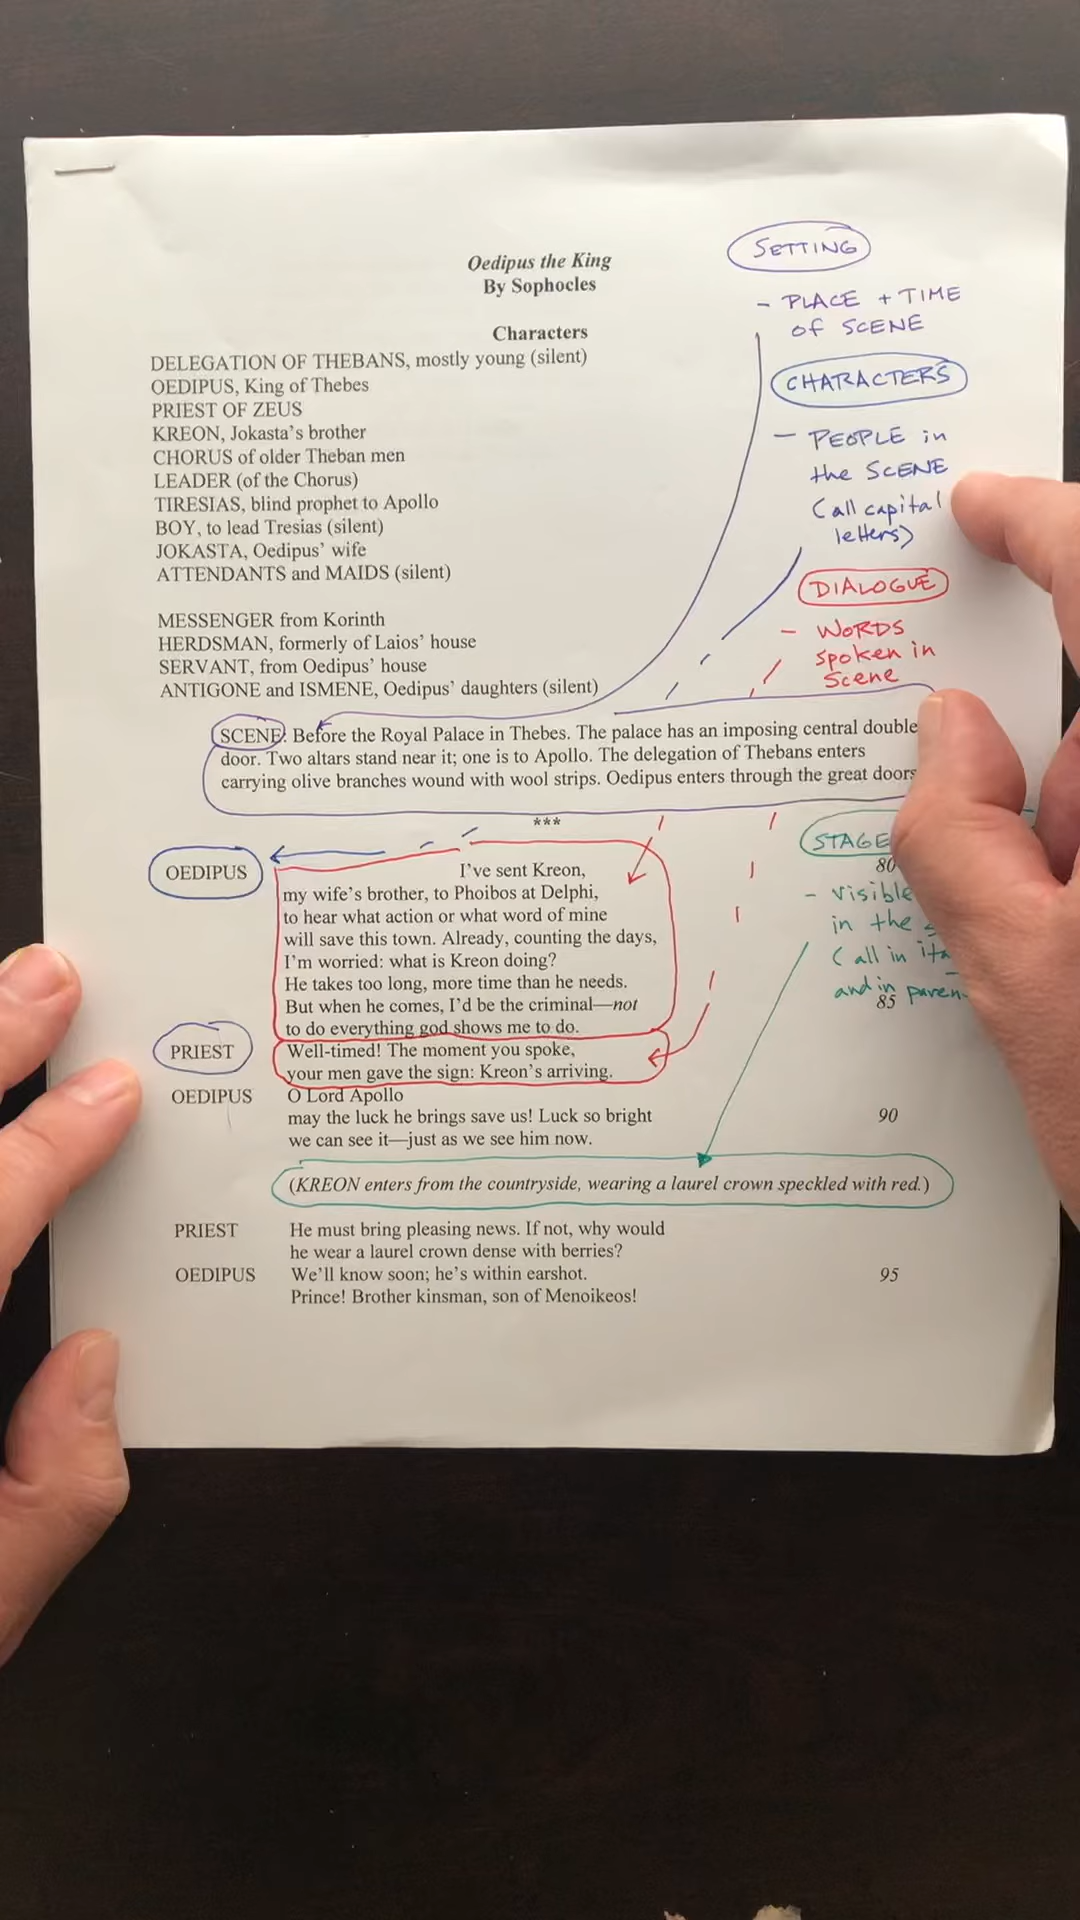 Oedipus the King
By Sophocles
Characters
DELEGATION OF THEBANS, mostly young (silent)
OEDIPUS, King of Thebes
PRIEST OF ZEUS
KREON, Jokasta's brother
CHORUS of older Theban men
LEADER (of the Chorus)
TIRESIAS, blind prophet to Apollo
BOY, to lead Tresias (silent)
JOKASTA, Oedipus' wife
ATTENDANTS and MAIDS (silent)
MESSENGER from Korinth
HERDSMAN, formerly of Laios' house
SERVANT, from Oedipus' house
ANTIGONE and ISMENE, Oedipus' daughters (silent)
SETTING
- PLACE + TIME
of SCENE
CHARACTERS
- PEOPLE in
the SCENE
(all capital
letters)
DIALOGUE
- WORDS
spoken in
Scene
SCENE: Before the Royal Palace in Thebes. The palace has an imposing central double
door. Two altars stand near it; one is to Apollo. The delegation of Thebans enters
carrying olive branches wound with wool strips. Oedipus enters through the great doors
***
OEDIPUS I've sent Kreon, 80
my wife's brother, to Phoibos at Delphi,
to hear what action or what word of mine
will save this town. Already, counting the days,
I'm worried: what is Kreon doing?
He takes too long, more time than he needs. 85
But when he comes, I'd be the criminal—not
to do everything god shows me to do.
PRIEST Well-timed! The moment you spoke,
your men gave the sign: Kreon's arriving.
OEDIPUS O Lord Apollo
may the luck he brings save us! Luck so bright 90
we can see it—just as we see him now.
STAGE
- visible
in the
(all in
and in
(KREON enters from the countryside, wearing a laurel crown speckled with red.)
PRIEST He must bring pleasing news. If not, why would
he wear a laurel crown dense with berries?
OEDIPUS We'll know soon; he's within earshot. 95
Prince! Brother kinsman, son of Menoikeos!